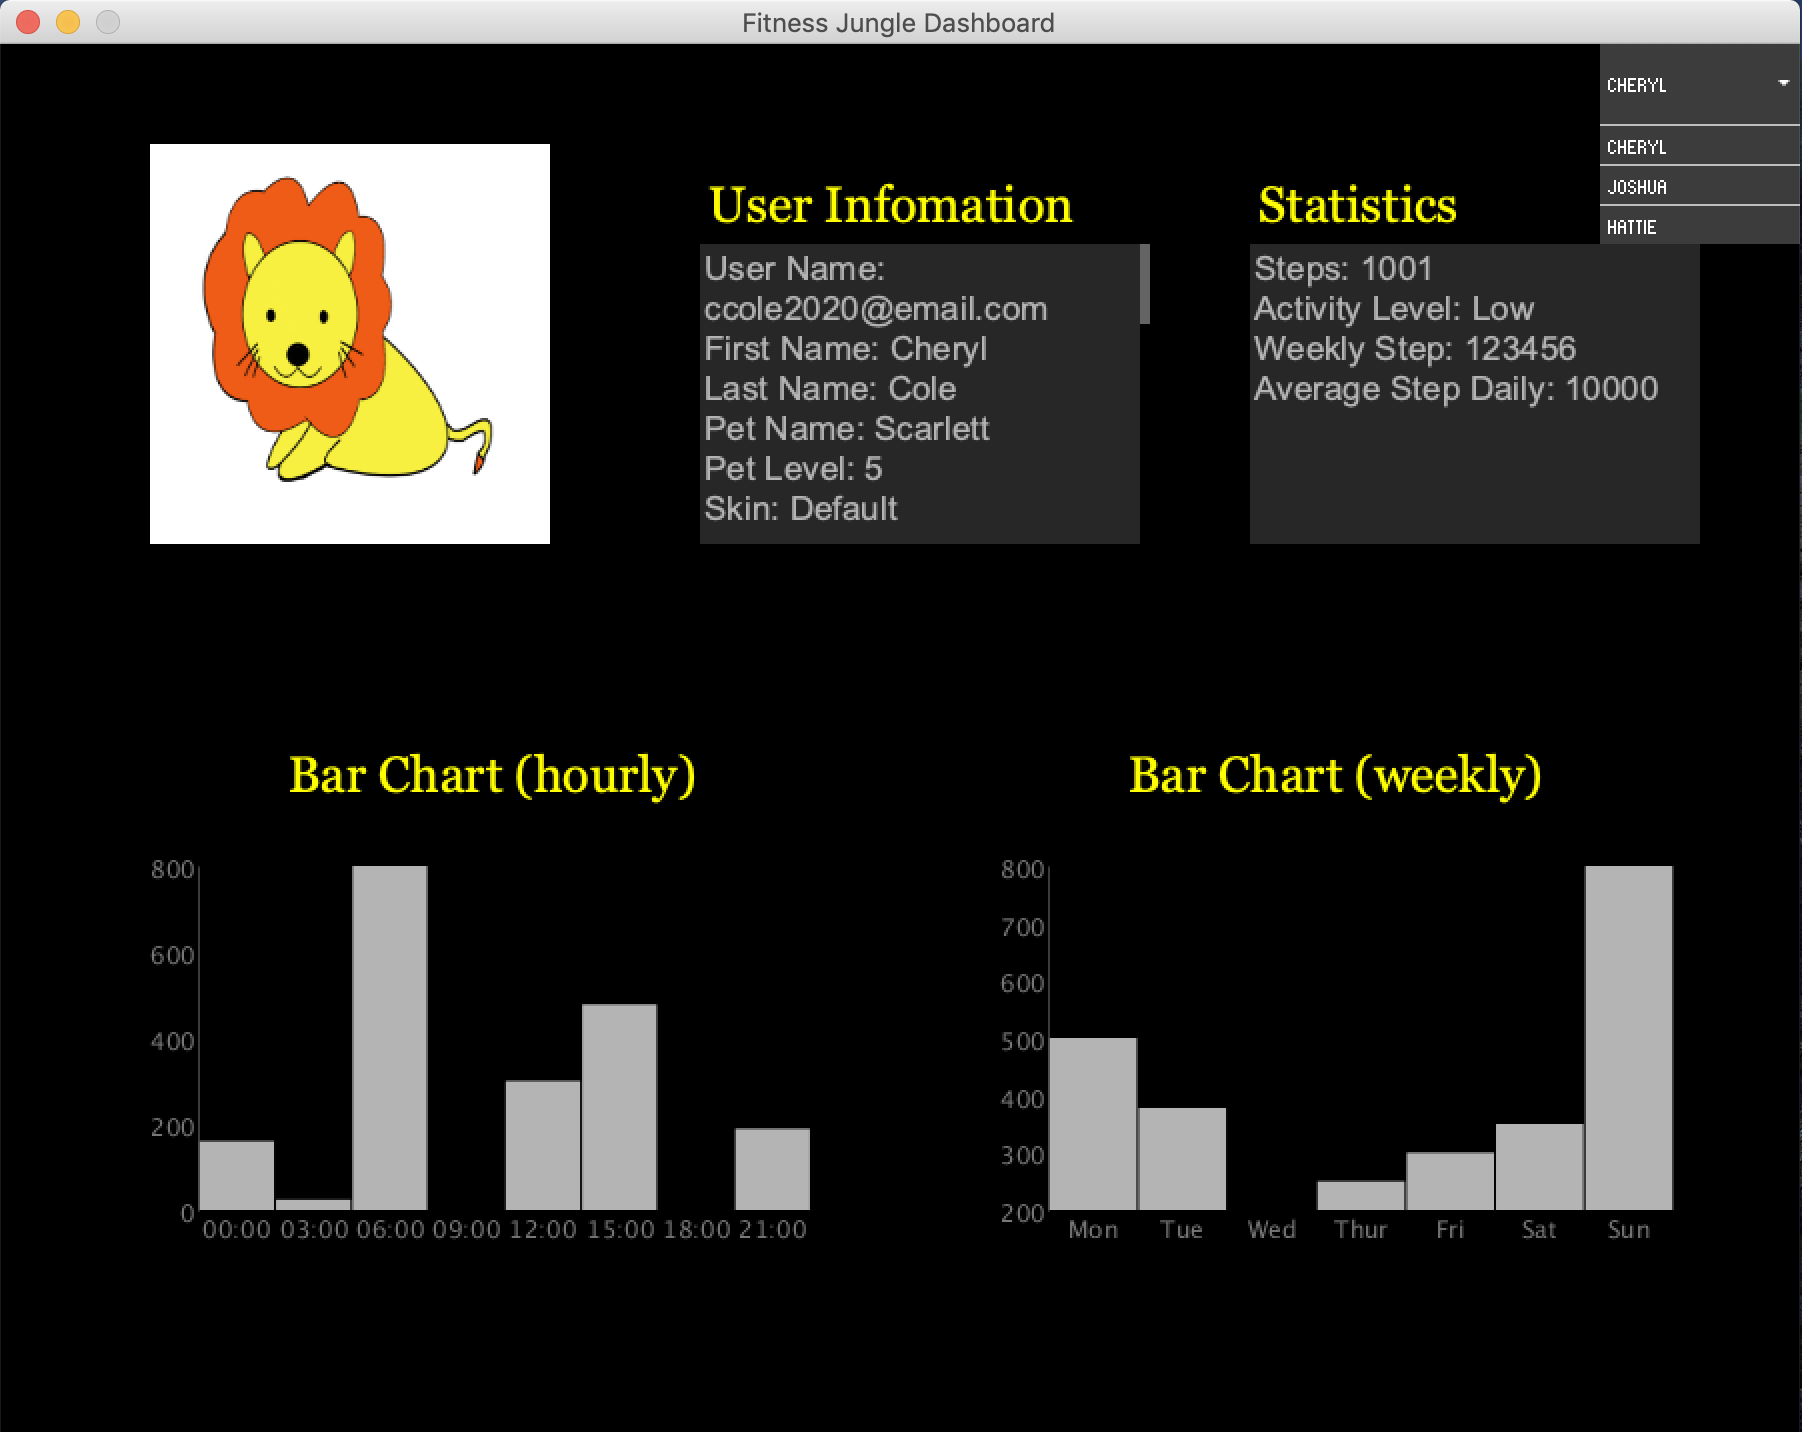 Fitness Jungle Dashboard
CHERYL
CHERYL
JOSHUA
HATTIE
User Infomation
User Name:
ccole2020@email.com
First Name: Cheryl
Last Name: Cole
Pet Name: Scarlett
Pet Level: 5
Skin: Default
Statistics
Steps: 1001
Activity Level: Low
Weekly Step: 123456
Average Step Daily: 10000
Bar Chart (hourly)
800
600
400
200
0
00:00 03:00 06:00 09:00 12:00 15:00 18:00 21:00
Bar Chart (weekly)
800
700
600
500
400
300
200
Mon Tue Wed Thur Fri Sat Sun